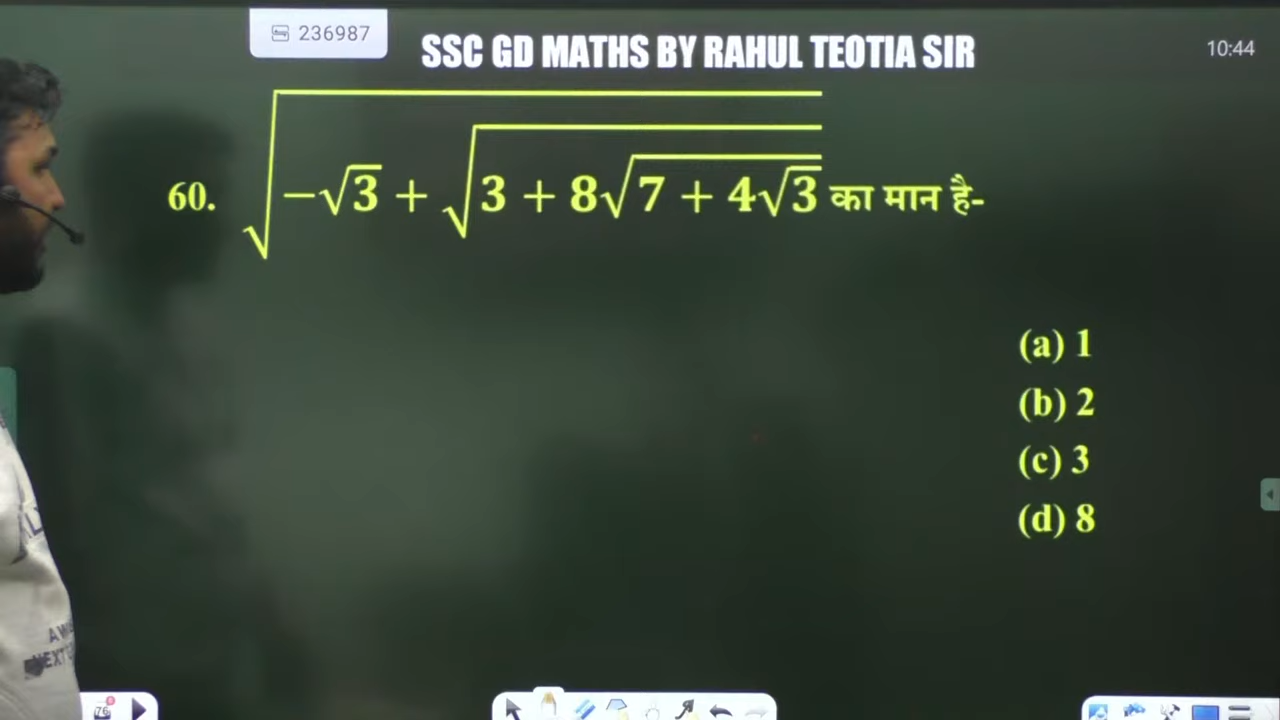 236987
SSC GD MATHS BY RAHUL TEOTIA SIR
10:44
60. √(-√3 + √(3 + 8√(7 + 4√3))) का मान है-
(a) 1
(b) 2
(c) 3
(d) 8